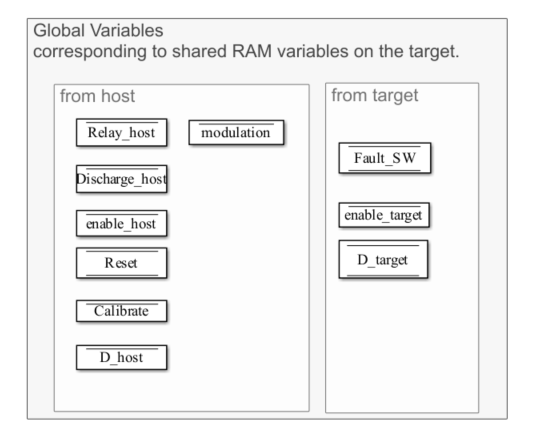 Global Variables
corresponding to shared RAM variables on the target.
from host
Relay_host
modulation
Discharge_host
enable_host
Reset
Calibrate
D_host
from target
Fault_SW
enable_target
D_target